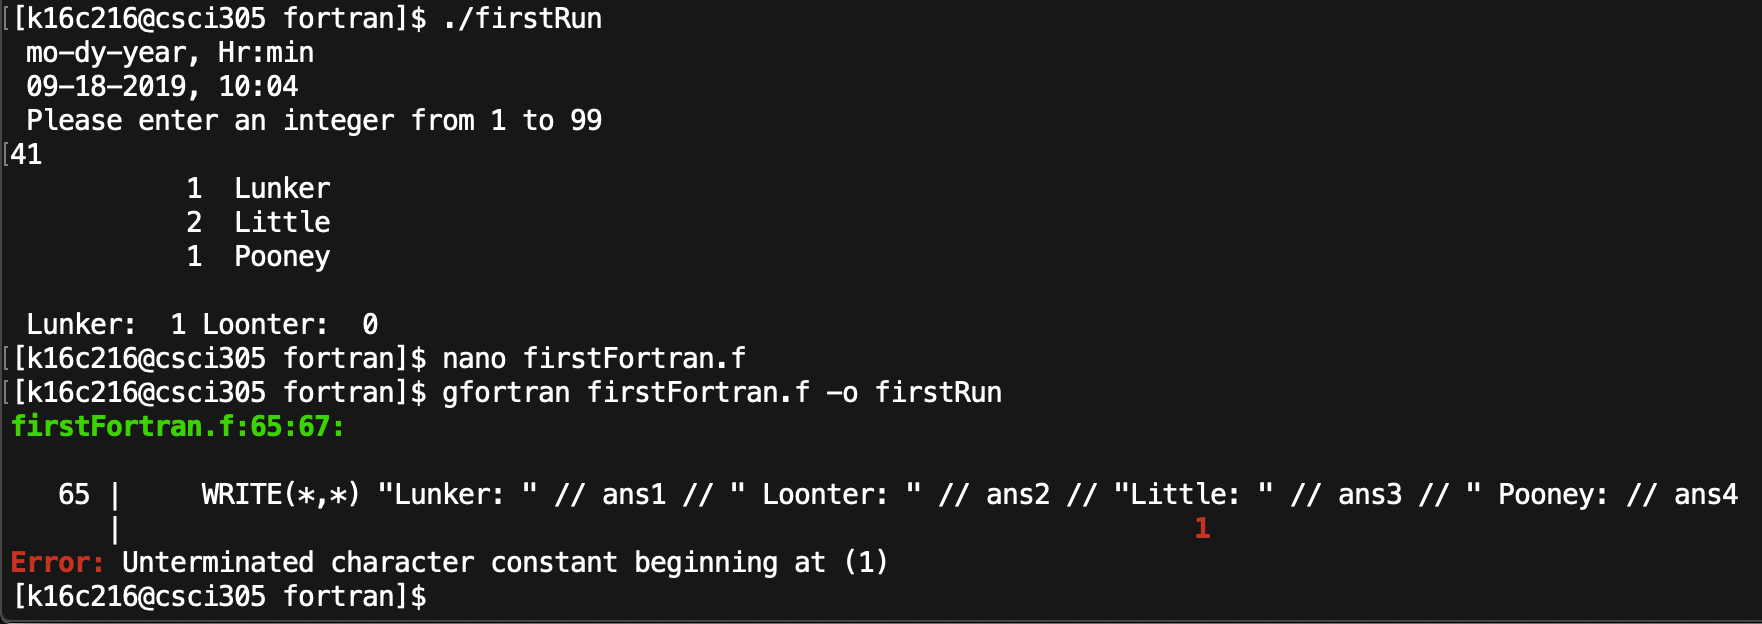 [k16c216@csci305 fortran]$ ./firstRun
mo-dy-year, Hr:min
09-18-2019, 10:04
Please enter an integer from 1 to 99
41
1  Lunker
2  Little
1  Pooney
Lunker:  1 Loonter:  0
[k16c216@csci305 fortran]$ nano firstFortran.f
[k16c216@csci305 fortran]$ gfortran firstFortran.f -o firstRun
firstFortran.f:65:67:
65 |     WRITE(*,*) "Lunker: " // ans1 // " Loonter: " // ans2 // "Little: " // ans3 // " Pooney: // ans4
|                                                                    1
Error: Unterminated character constant beginning at (1)
[k16c216@csci305 fortran]$